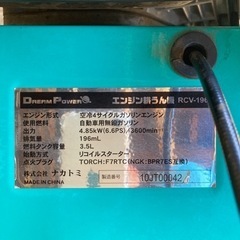 DREAM POWER エンジン耕うん機 RCV-196
エンジン形式 空冷4サイクルガソリンエンジン
使用燃料 自動車用無鉛ガソリン
出力 4.85kW(6.6PS)/3600min
排気量 196mL
燃料タンク容量 3.5L
始動方式 リコイルスターター
点火プラグ TORCH:F7RTC(NGK:BPR7ES互換)
株式会社 ナカトミ 製造番号 10JT00042
MADE IN CHINA